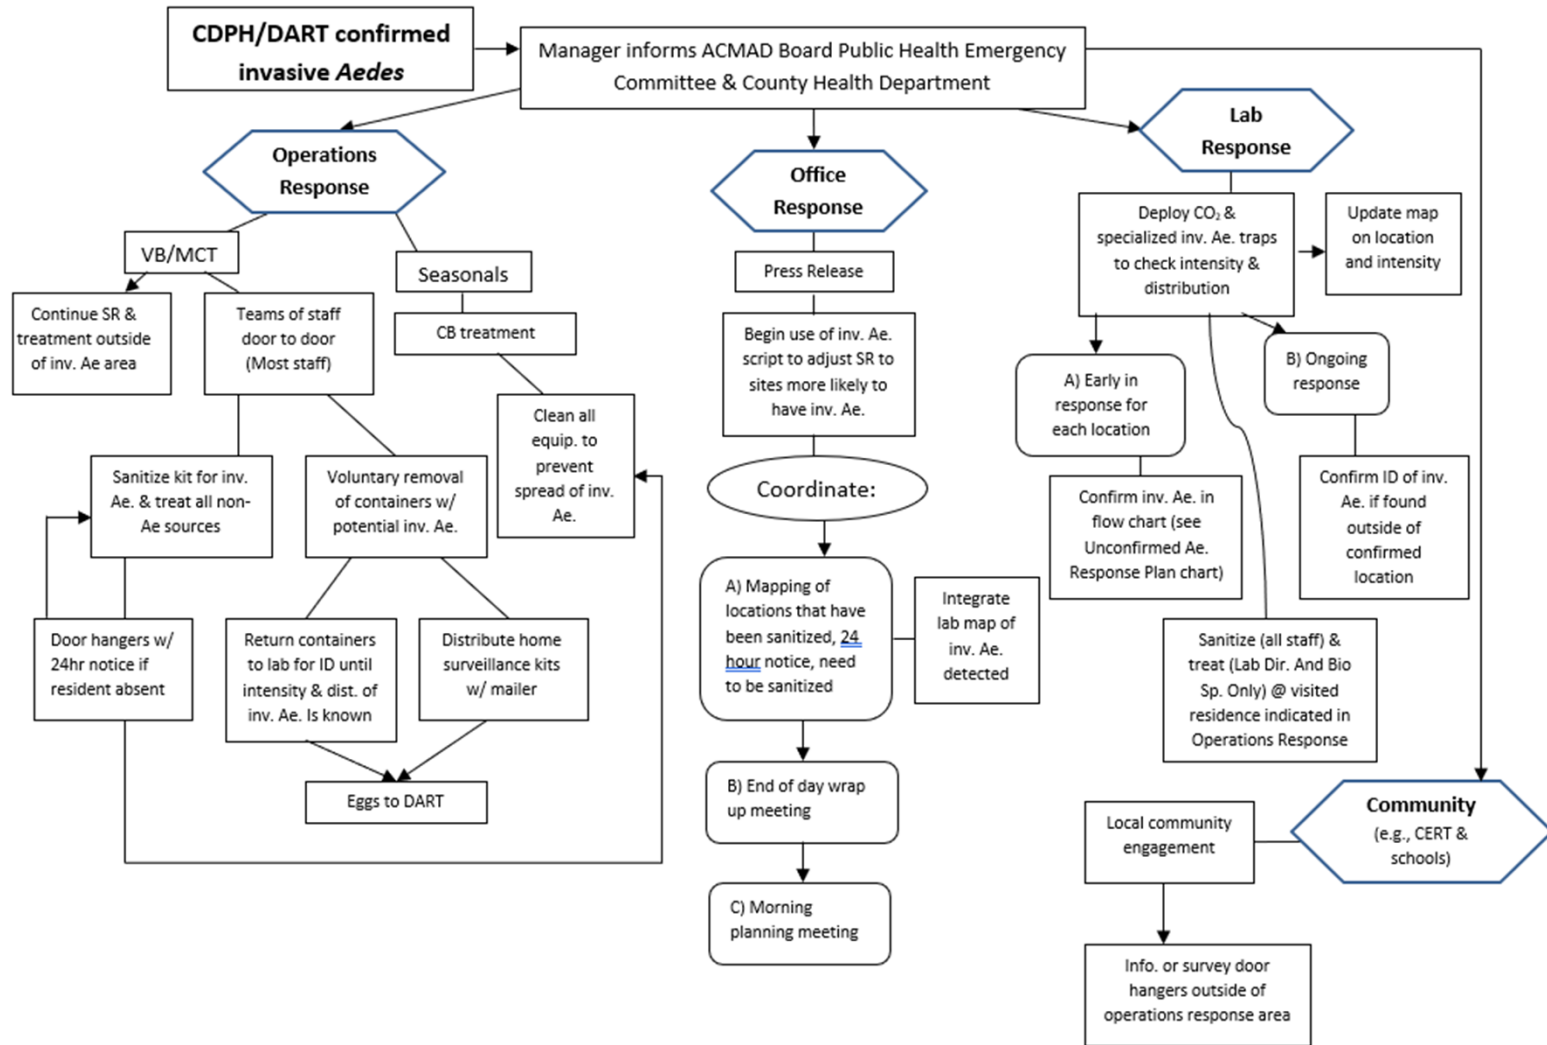 CDPH/DART confirmed
invasive Aedes
Manager informs ACMAD Board Public Health Emergency
Committee & County Health Department
Operations
Response
VB/MCT
Continue SR &
treatment outside
of inv. Ae area
Teams of staff
door to door
(Most staff)
Seasonals
CB treatment
Clean all
equip. to
prevent
spread of inv.
Ae.
Sanitize kit for inv.
Ae. & treat all non-
Ae sources
Voluntary removal
of containers w/
potential inv. Ae.
Door hangers w/
24hr notice if
resident absent
Return containers
to lab for ID until
intensity & dist. of
inv. Ae. Is known
Distribute home
surveillance kits
w/ mailer
Eggs to DART
Office
Response
Press Release
Begin use of inv. Ae.
script to adjust SR to
sites more likely to
have inv. Ae.
Coordinate:
A) Mapping of
locations that have
been sanitized, 24
hour notice, need
to be sanitized
Integrate
lab map of
inv. Ae.
detected
B) End of day wrap
up meeting
C) Morning
planning meeting
Lab
Response
Deploy CO₂ &
specialized inv. Ae. traps
to check intensity &
distribution
Update map
on location
and intensity
A) Early in
response for
each location
B) Ongoing
response
Confirm inv. Ae. in
flow chart (see
Unconfirmed Ae.
Response Plan chart)
Confirm ID of inv.
Ae. if found
outside of
confirmed
location
Sanitize (all staff) &
treat (Lab Dir. And Bio
Sp. Only) @ visited
residence indicated in
Operations Response
Community
(e.g., CERT &
schools)
Local community
engagement
Info. or survey door
hangers outside of
operations response area